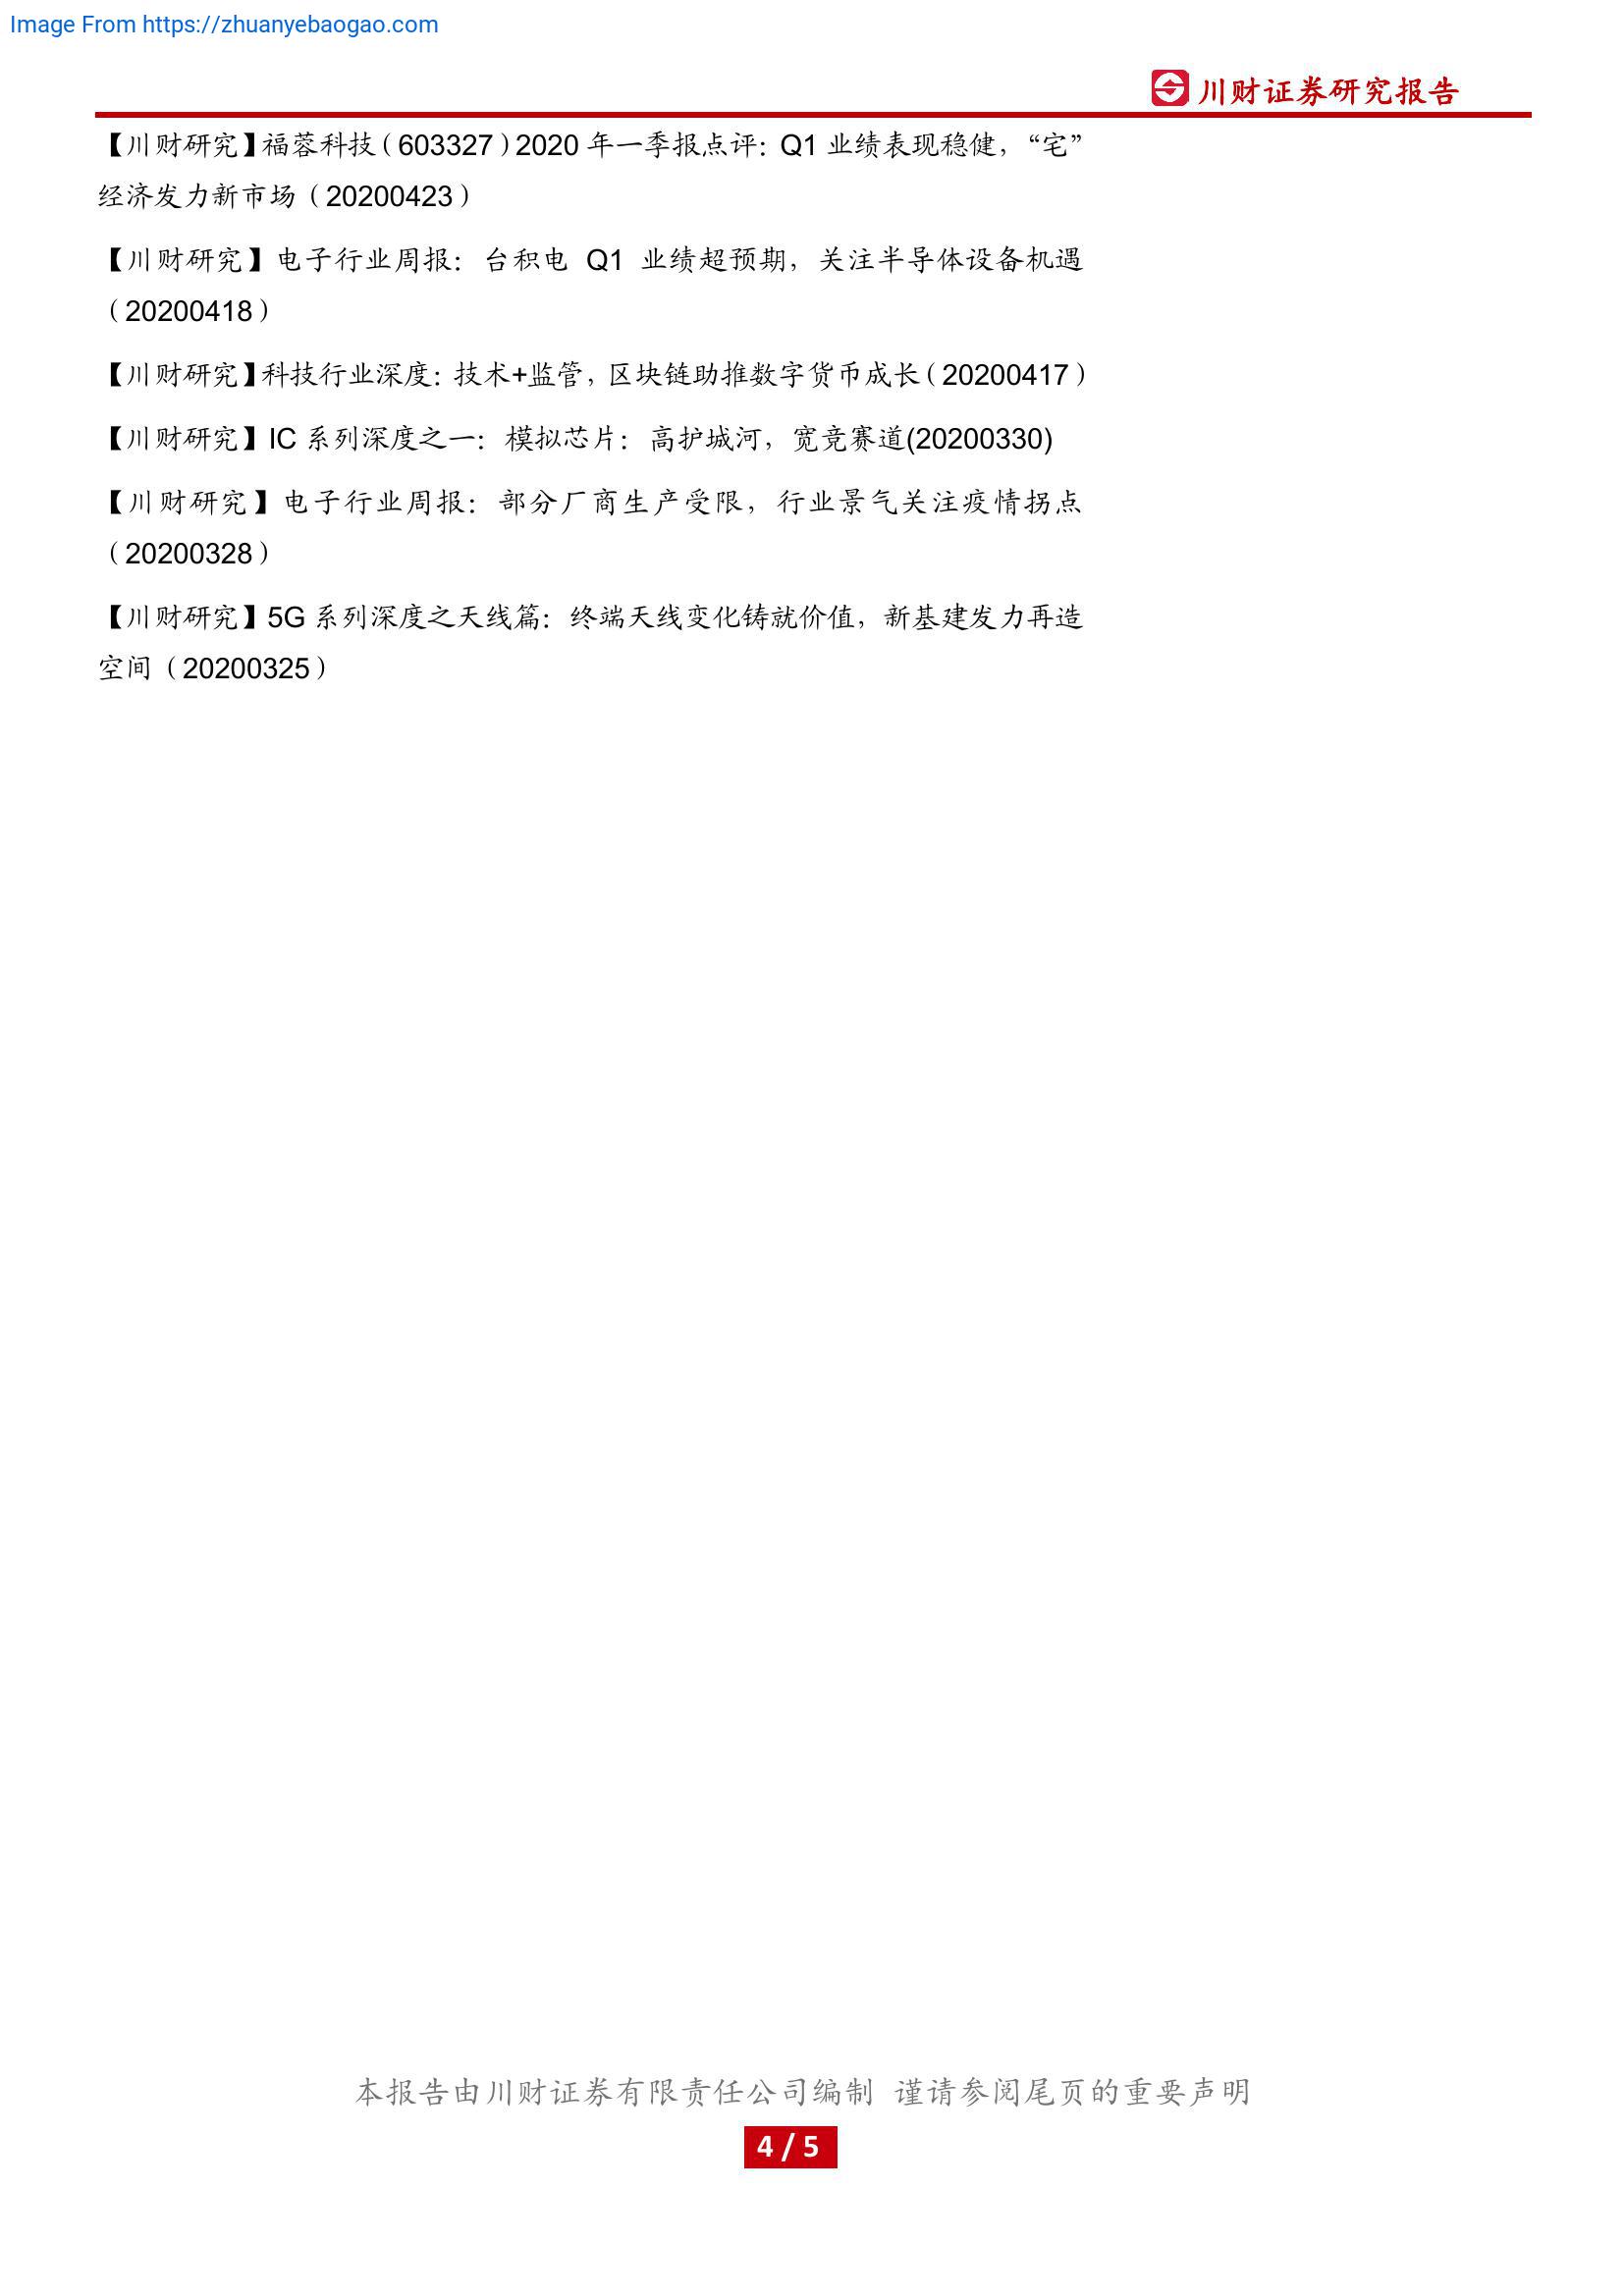 Image From https://zhuanyebaogao.com
川财证券研究报告
【川财研究】福蓉科技（603327）2020 年一季报点评：Q1 业绩表现稳健，“宅”
经济发力新市场（20200423）
【川财研究】电子行业周报：台积电 Q1 业绩超预期，关注半导体设备机遇
（20200418）
【川财研究】科技行业深度：技术+监管，区块链助推数字货币成长（20200417）
【川财研究】IC 系列深度之一：模拟芯片：高护城河，宽竞赛道(20200330)
【川财研究】电子行业周报：部分厂商生产受限，行业景气关注疫情拐点
（20200328）
【川财研究】5G 系列深度之天线篇：终端天线变化铸就价值，新基建发力再造
空间（20200325）
本报告由川财证券有限责任公司编制 谨请参阅尾页的重要声明
4 / 5